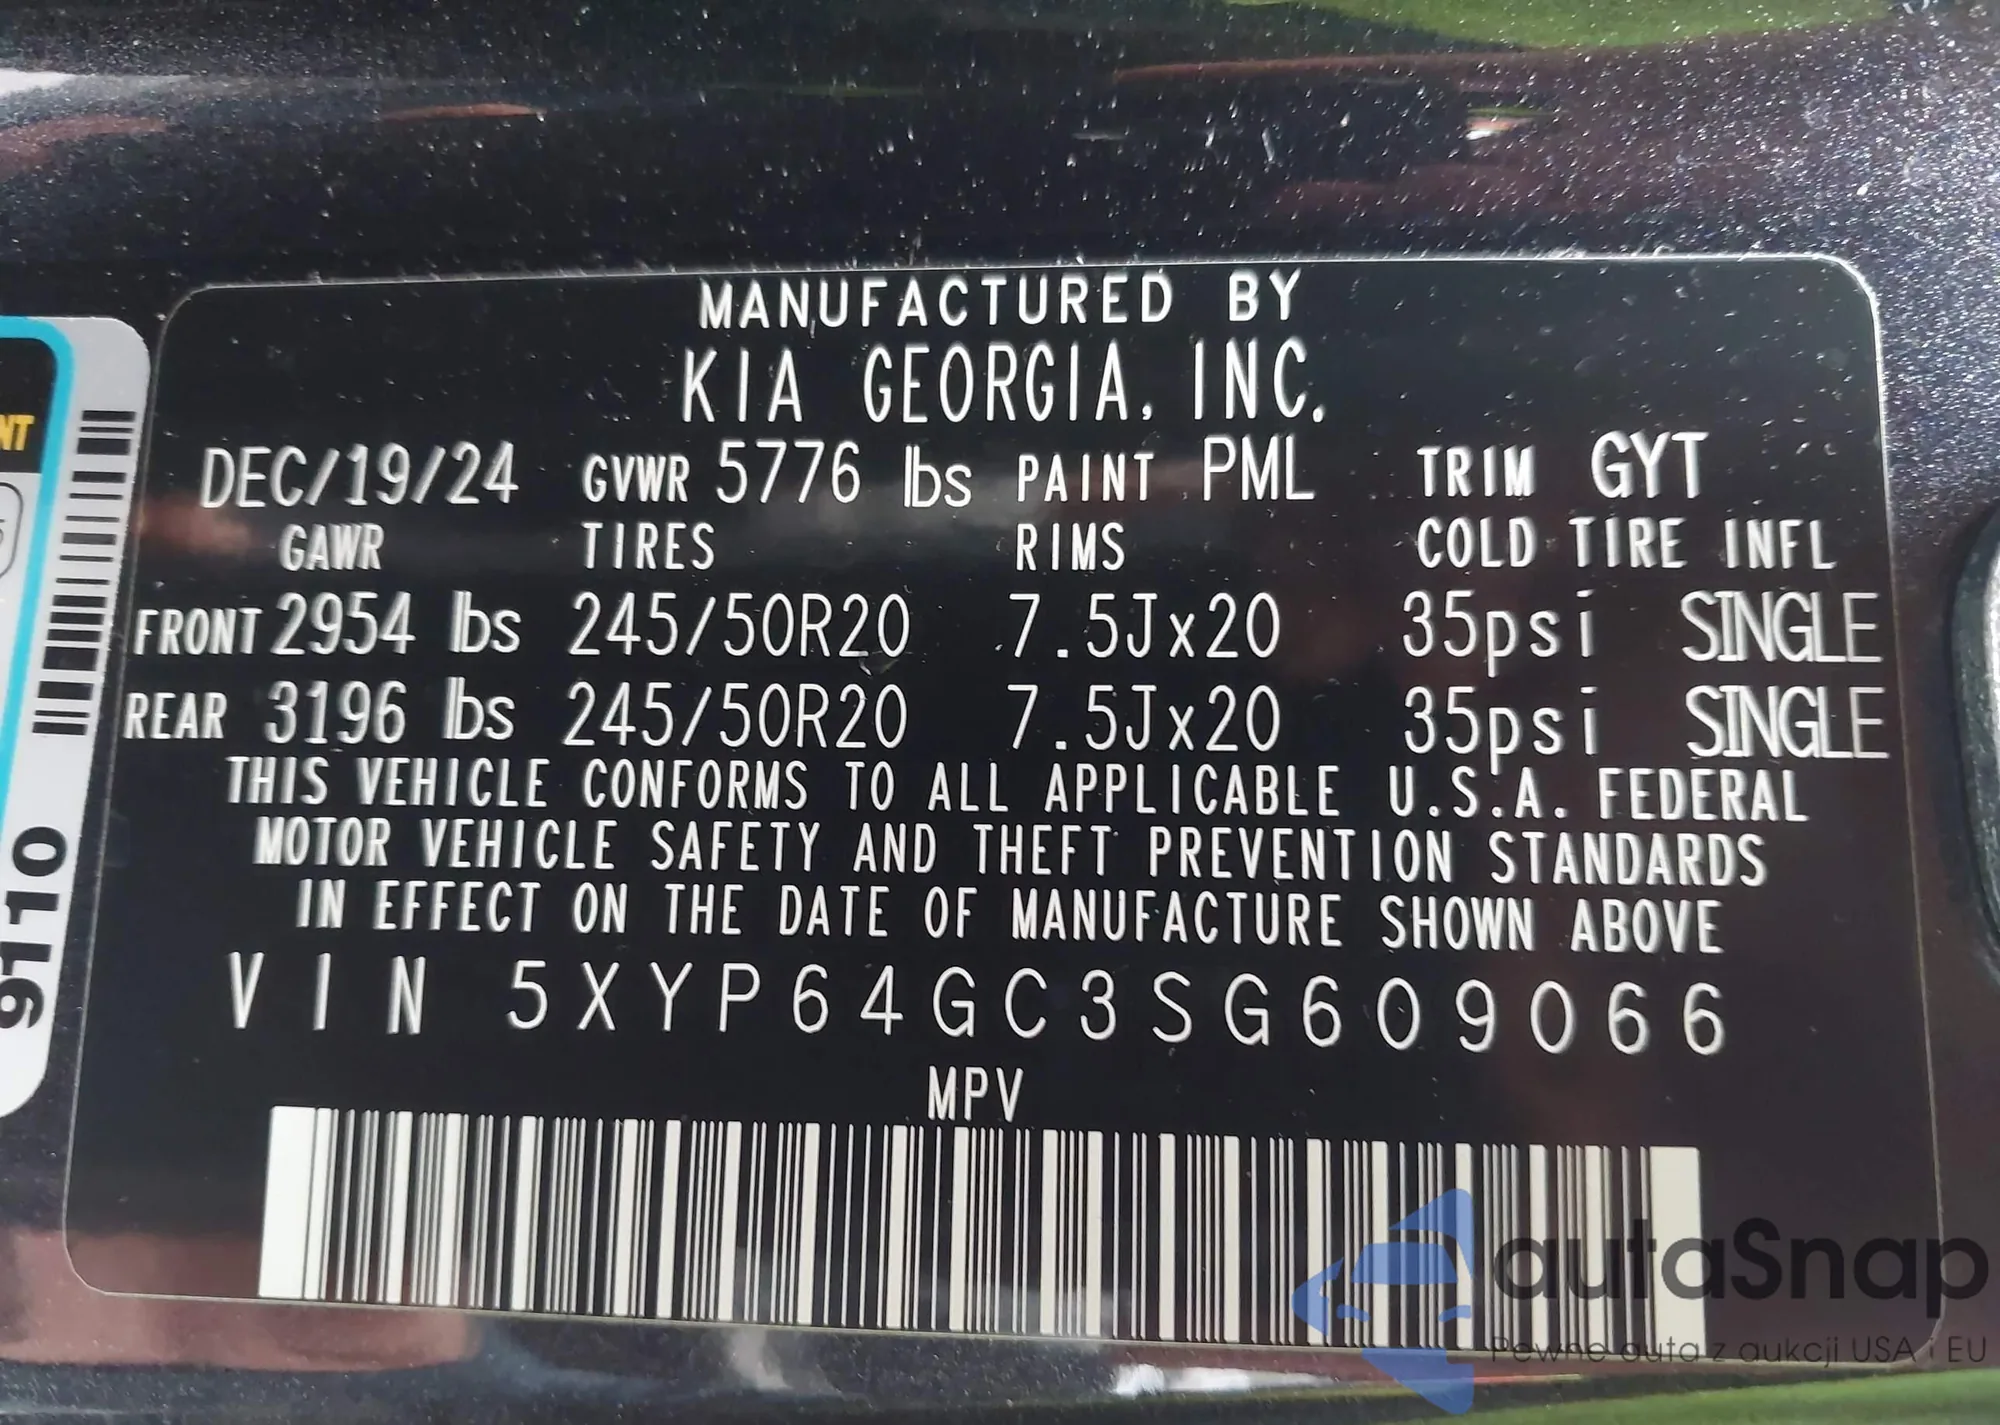 MANUFACTURED BY
KIA GEORGIA, INC.
DEC/19/24 GVWR 5776 lbs PAINT PML TRIM GYT
GAWR TIRES RIMS COLD TIRE INFL
FRONT 2954 lbs 245/50R20 7.5Jx20 35psi SINGLE
REAR 3196 lbs 245/50R20 7.5Jx20 35psi SINGLE
THIS VEHICLE CONFORMS TO ALL APPLICABLE U.S.A. FEDERAL
MOTOR VEHICLE SAFETY AND THEFT PREVENTION STANDARDS
IN EFFECT ON THE DATE OF MANUFACTURE SHOWN ABOVE
VIN 5XYP64GC3SG609066
MPV
NT
9110
autaSnap
Pewne auta z aukcji USA i EU